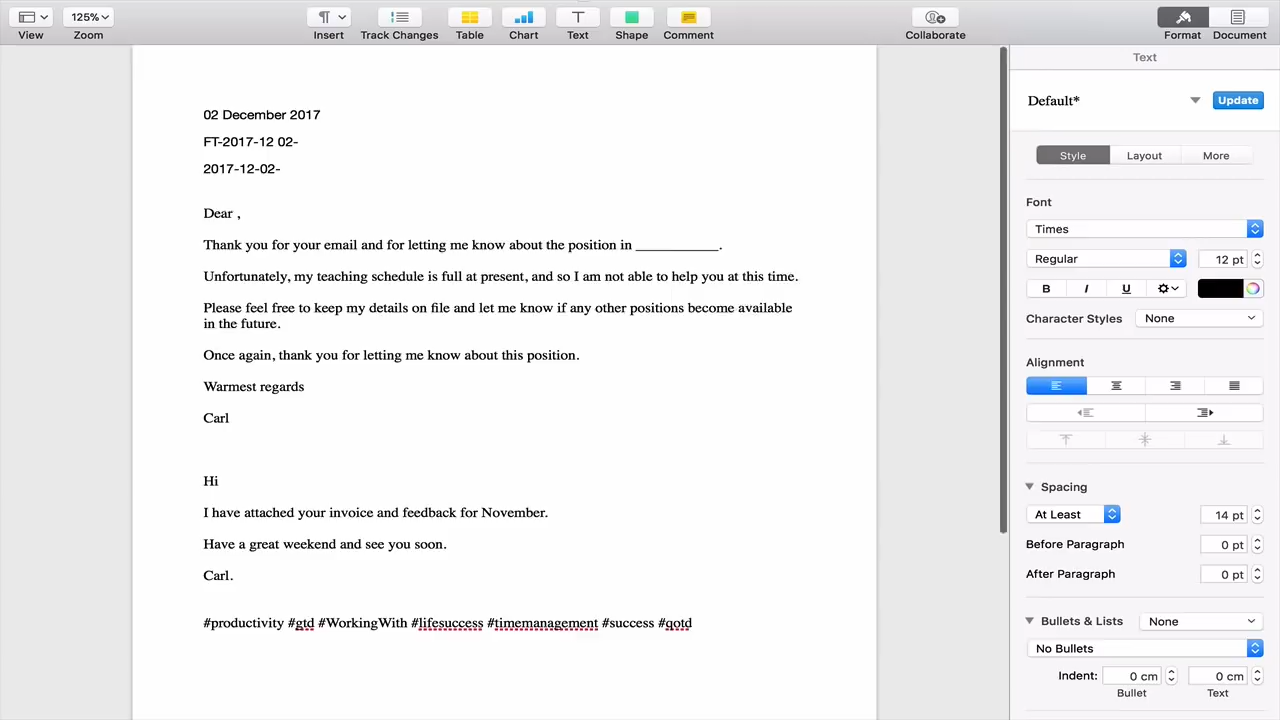 125%
View
Zoom
Insert
Track Changes
Table
Chart
Text
Shape
Comment
Collaborate
Format
Document
02 December 2017
FT-2017-12 02-
2017-12-02-
Dear ,
Thank you for your email and for letting me know about the position in ____________.
Unfortunately, my teaching schedule is full at present, and so I am not able to help you at this time.
Please feel free to keep my details on file and let me know if any other positions become available
in the future.
Once again, thank you for letting me know about this position.
Warmest regards
Carl
Hi
I have attached your invoice and feedback for November.
Have a great weekend and see you soon.
Carl.
#productivity #gtd #WorkingWith #lifesuccess #timemanagement #success #qotd
Text
Default* Update
Style Layout More
Font
Times
Regular 12 pt
B I U
Character Styles None
Alignment
Spacing
At Least 14 pt
Before Paragraph 0 pt
After Paragraph 0 pt
Bullets & Lists None
No Bullets
Indent: 0 cm 0 cm
Bullet Text